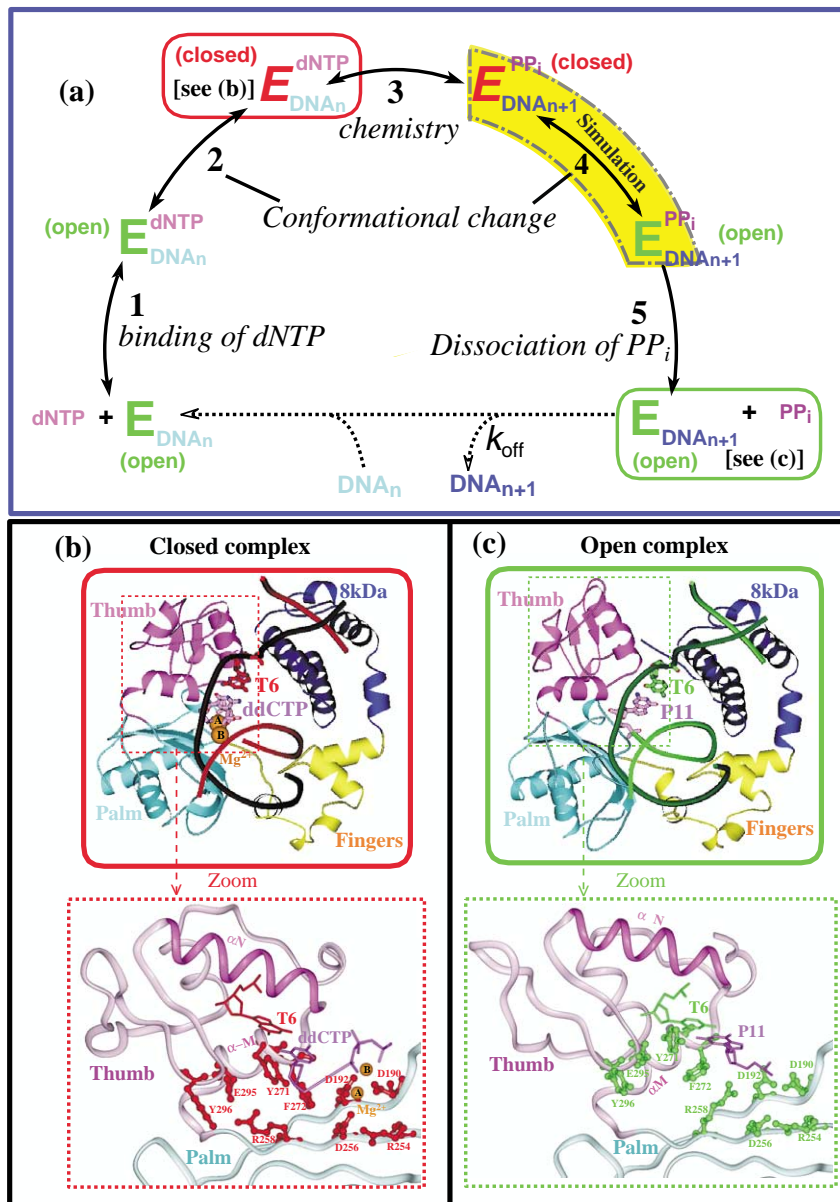 (a)
(closed)
[see (b)] E dNTP DNAn
3
chemistry
E PPi DNAn+1 (closed)
Simulation
2
4
Conformational change
(open) E dNTP DNAn
E PPi DNAn+1 (open)
1
binding of dNTP
5
Dissociation of PPi
dNTP + E DNAn
(open)
koff
DNAn
DNAn+1
E DNAn+1 + PPi
(open) [see (c)]
(b) Closed complex
Thumb
8kDa
T6
ddCTP
A
B
Mg2+
Palm
Fingers
Zoom
αN
T6
α-M
ddCTP
Thumb
E295
Y271
Y296
F272
D192
D190
B
A
Mg2+
R258
D256
R254
Palm
(c) Open complex
Thumb
8kDa
T6
P11
Palm
Fingers
Zoom
α N
T6
P11
Thumb
E295
Y271
αM
Y296
F272
D192
D190
R258
D256
R254
Palm